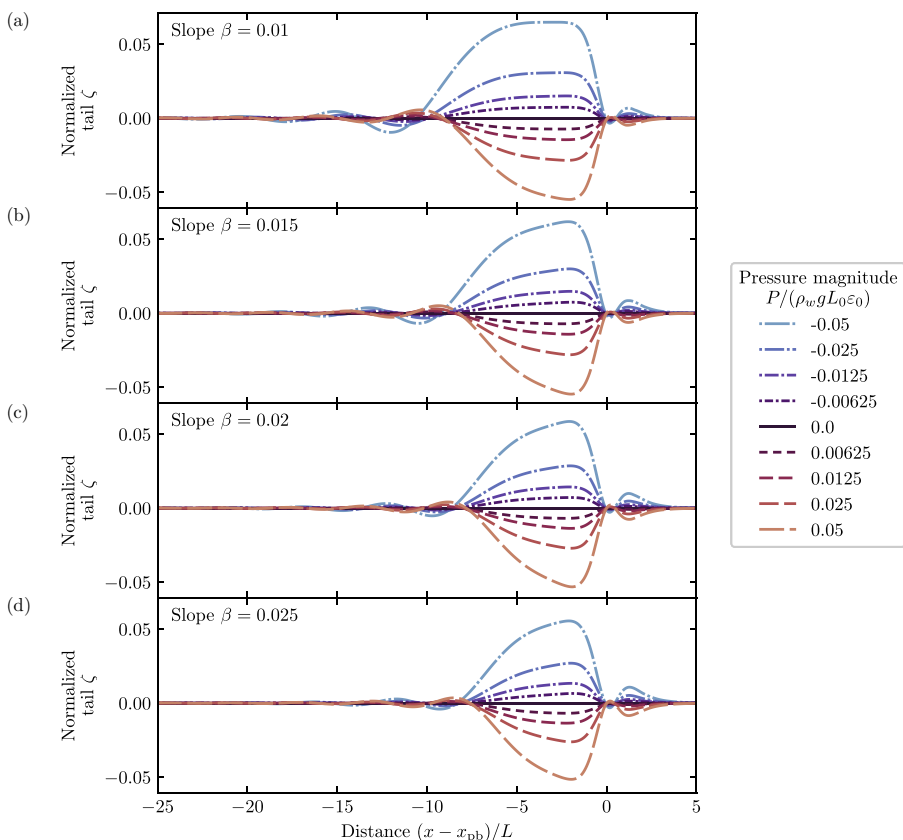 (a)
Slope β = 0.01
0.05
0.00
−0.05
Normalized
tail ζ
(b)
Slope β = 0.015
0.05
0.00
−0.05
Normalized
tail ζ
(c)
Slope β = 0.02
0.05
0.00
−0.05
Normalized
tail ζ
(d)
Slope β = 0.025
0.05
0.00
−0.05
Normalized
tail ζ
−25 −20 −15 −10 −5 0 5
Distance (x − x_pb)/L
Pressure magnitude
P/(ρ_w g L_0 ε_0)
-0.05
-0.025
-0.0125
-0.00625
0.0
0.00625
0.0125
0.025
0.05